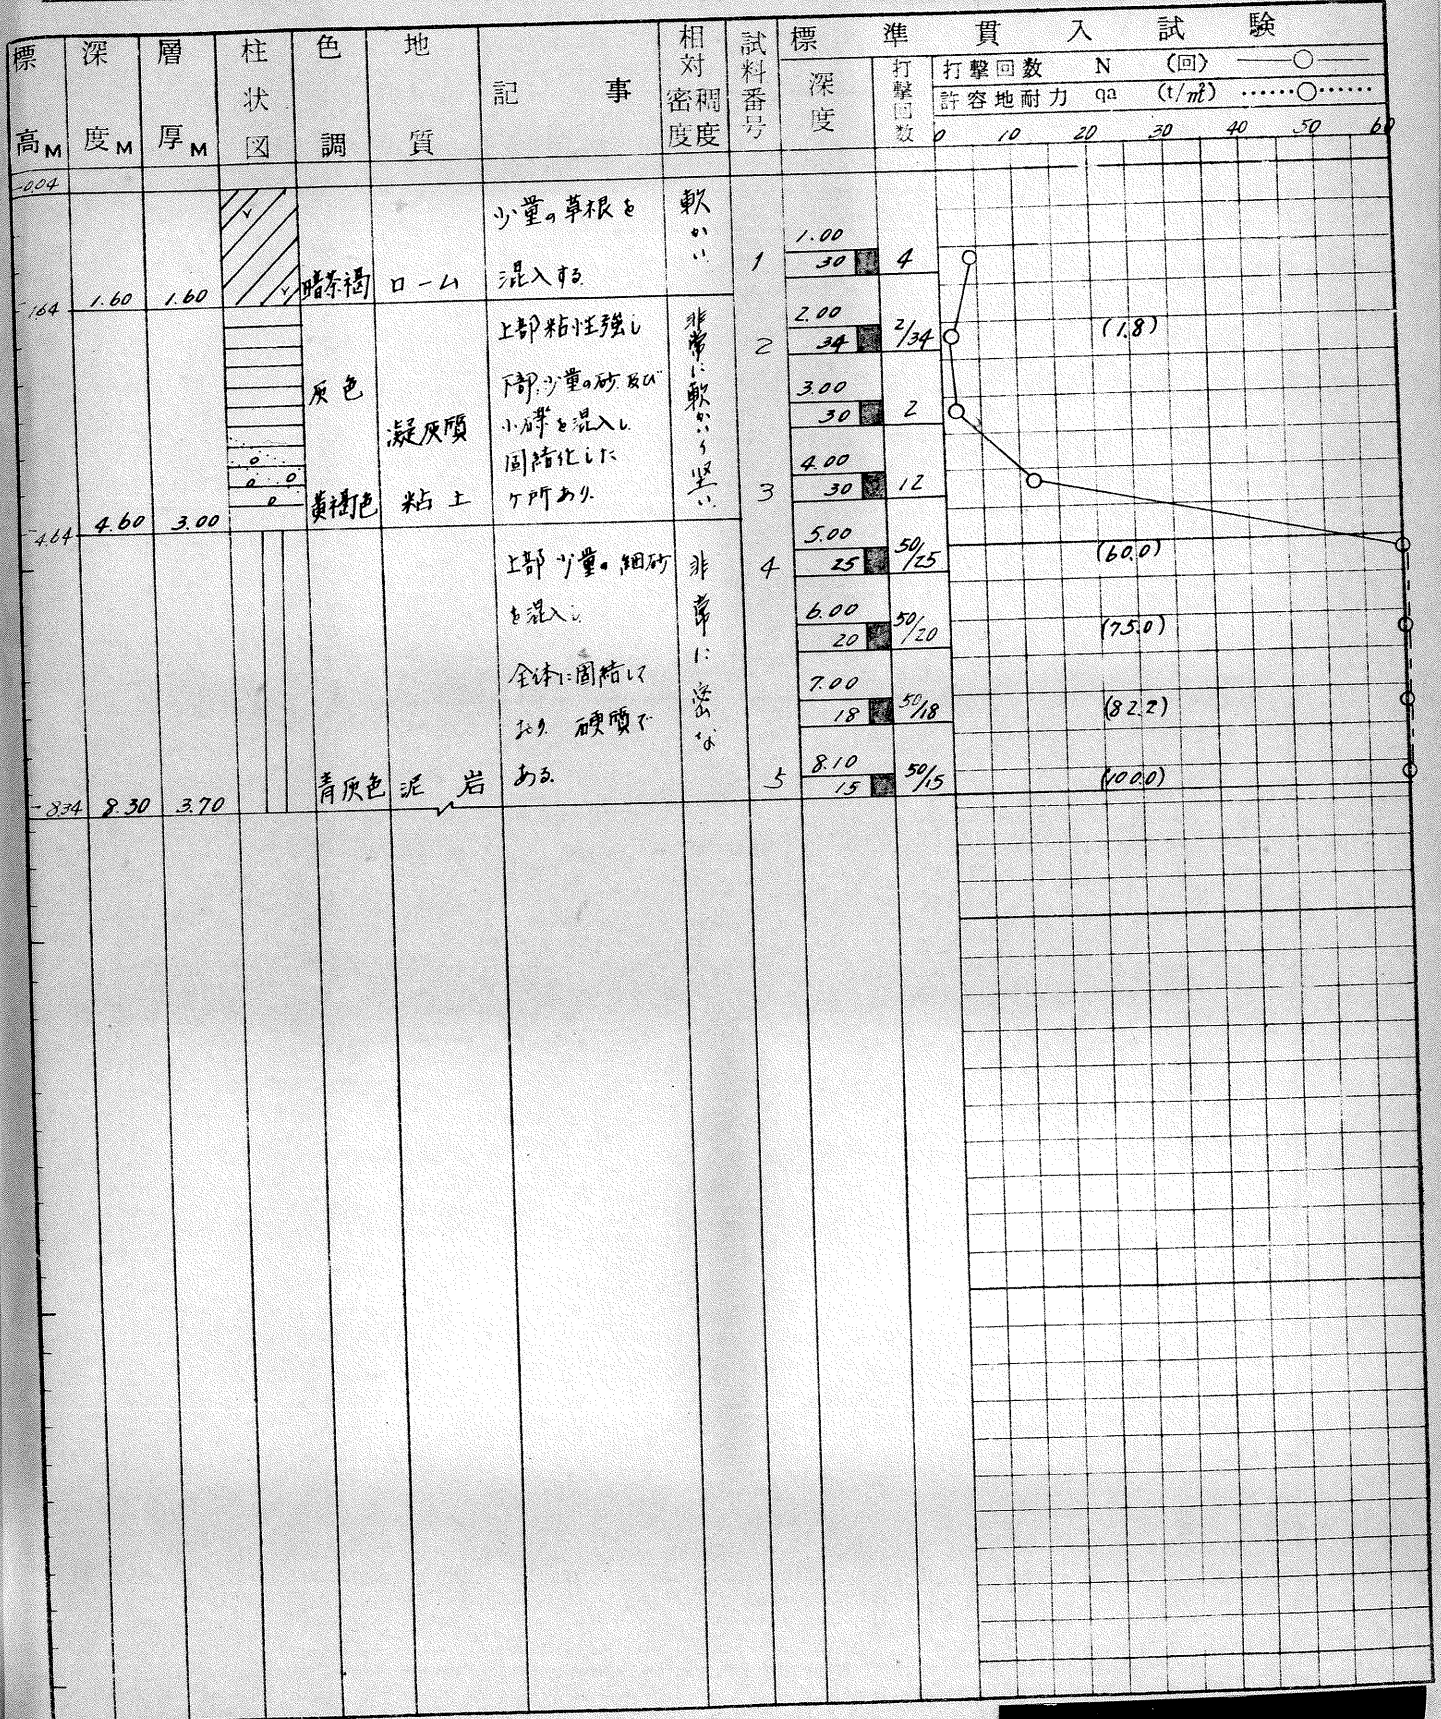 標高M 深度M 層厚M 柱状図 色調 地質 記事 相対密度 稠度 試料番号 標準貫入試験
深度 打撃回数 打撃回数 N (回)
許容地耐力 qa (t/㎡)
0 10 20 30 40 50 60
-0.04
少量の草根を
混入する.
軟かい
暗茶褐 ローム
-1.64 1.60 1.60
1 1.00 30 4
上部粘性強し
下部少量の砂及び
小礫を混入し
固結化した
ヶ所あり.
非常に軟かい〜堅い
灰色
黄褐色
凝灰質
粘土
-4.64 4.60 3.00
2 2.00 34 2/34 (1.8)
3.00 30 2
3 4.00 30 12
上部少量の細砂
を混入し
全体に固結して
おり 硬質で
ある.
非常に密な
青灰色 泥岩
-8.34 8.30 3.70
4 5.00 25 50/25 (60.0)
6.00 20 50/20 (75.0)
7.00 18 50/18 (82.2)
5 8.10 15 50/15 (100.0)